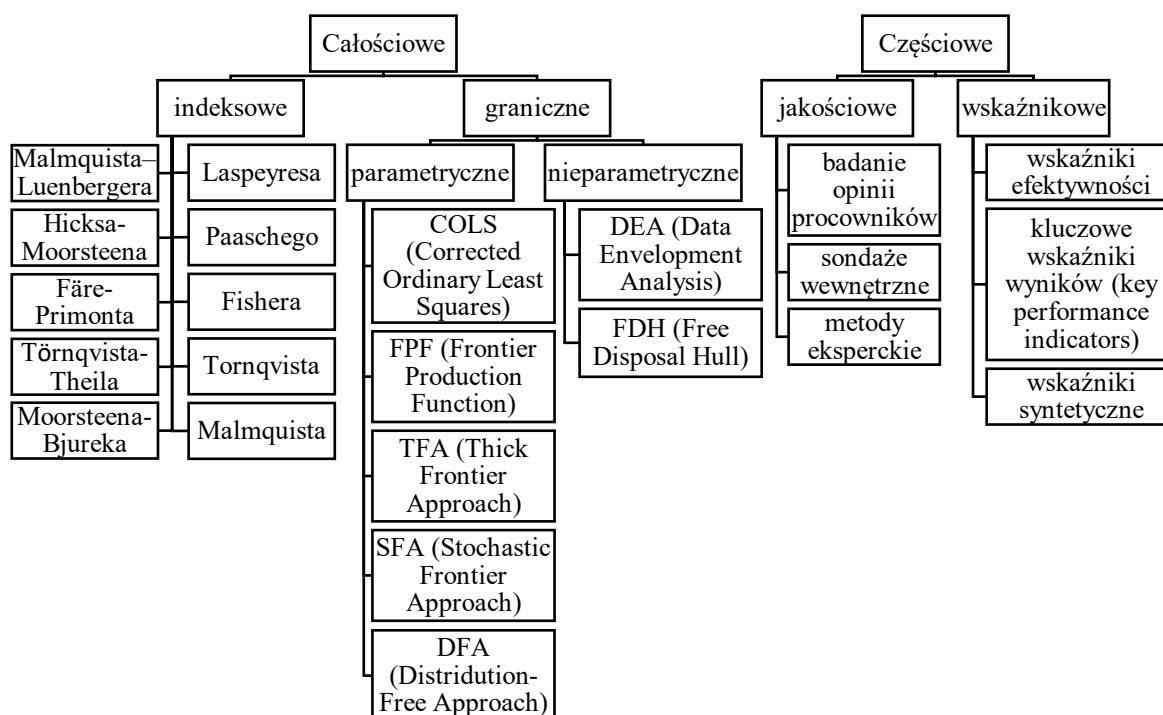 Całościowe
indeksowe
Malmquista–
Luenbergera
Laspeyresa
Hicksa-
Moorsteena
Paaschego
Färe-
Primonta
Fishera
Törnqvista-
Theila
Tornqvista
Moorsteena-
Bjureka
Malmquista
graniczne
parametryczne
COLS
(Corrected
Ordinary Least
Squares)
FPF (Frontier
Production
Function)
TFA (Thick
Frontier
Approach)
SFA (Stochastic
Frontier
Approach)
DFA
(Distridution-
Free Approach)
nieparametryczne
DEA (Data
Envelopment
Analysis)
FDH (Free
Disposal Hull)
Częściowe
jakościowe
badanie
opinii
procowników
sondaże
wewnętrzne
metody
eksperckie
wskaźnikowe
wskaźniki
efektywności
kluczowe
wskaźniki
wyników (key
performance
indicators)
wskaźniki
syntetyczne